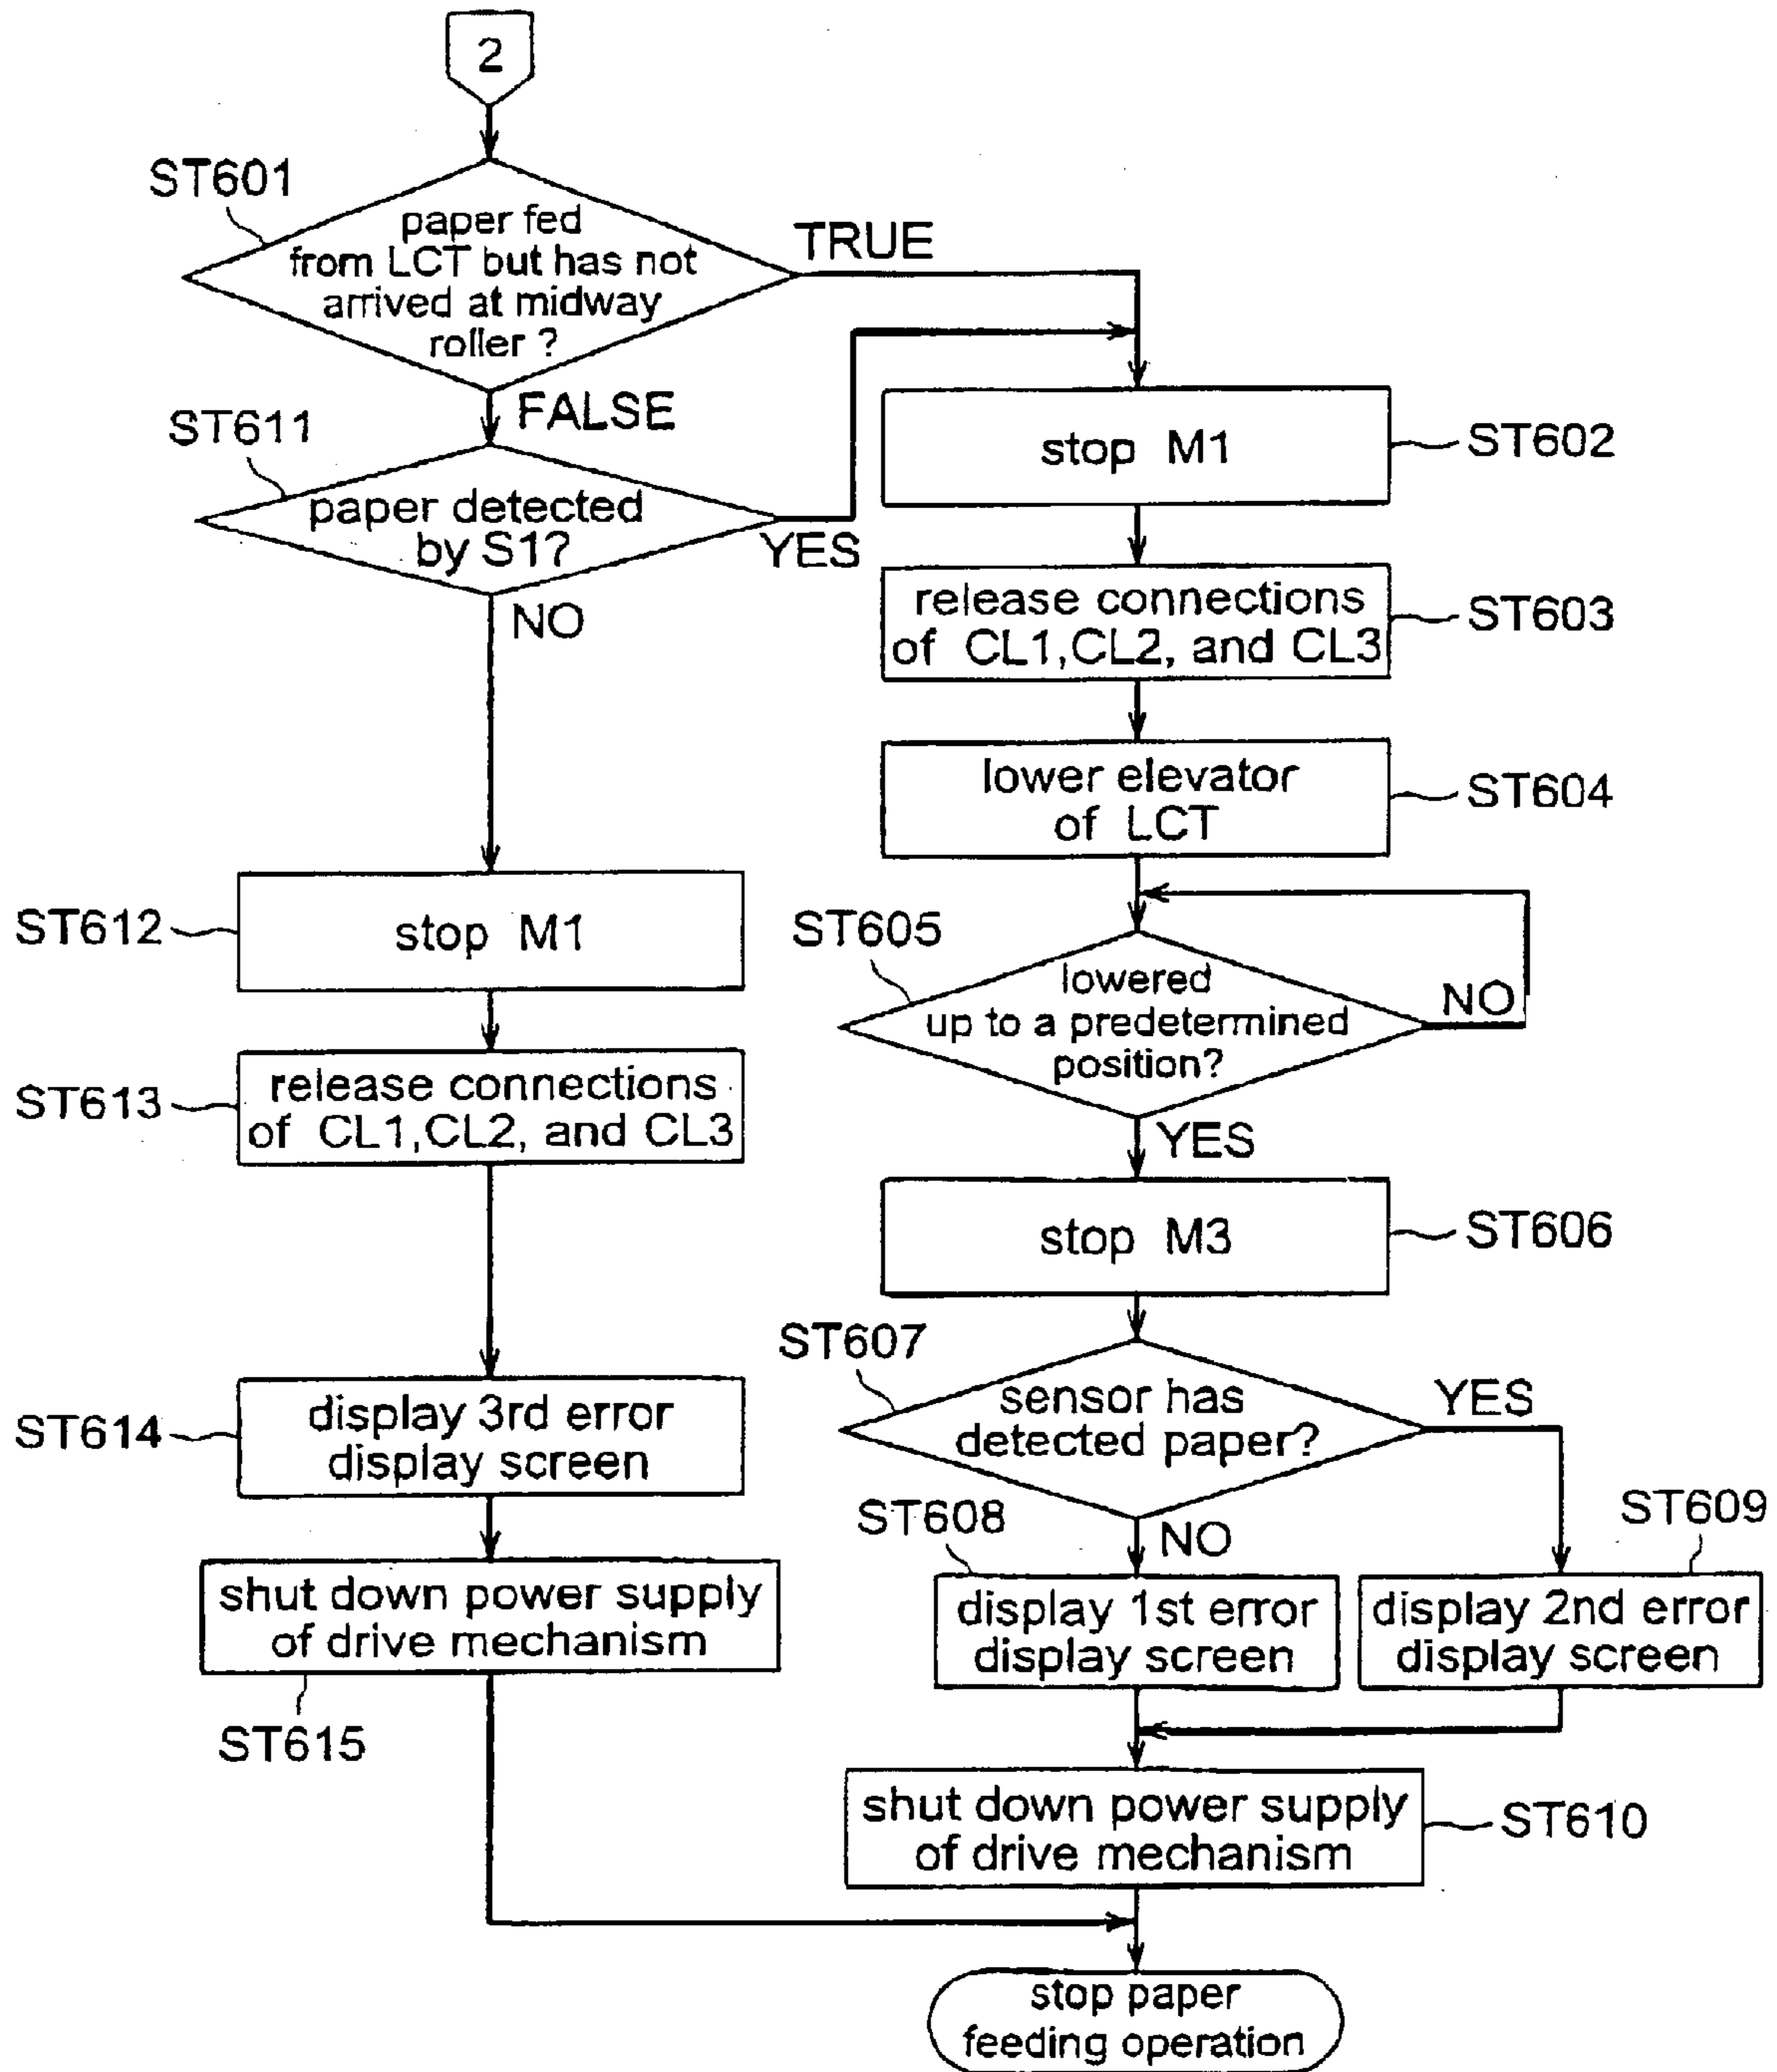 2
ST601
paper fed
from LCT but has not
arrived at midway
roller ?
TRUE
FALSE
ST611
paper detected
by S1?
YES
NO
stop M1
ST602
release connections
of CL1,CL2, and CL3
ST603
lower elevator
of LCT
ST604
ST605
lowered
up to a predetermined
position?
NO
YES
stop M3
ST606
ST607
sensor has
detected paper?
YES
NO
ST608
display 1st error
display screen
ST609
display 2nd error
display screen
shut down power supply
of drive mechanism
ST610
ST612
stop M1
ST613
release connections
of CL1,CL2, and CL3
ST614
display 3rd error
display screen
shut down power supply
of drive mechanism
ST615
stop paper
feeding operation